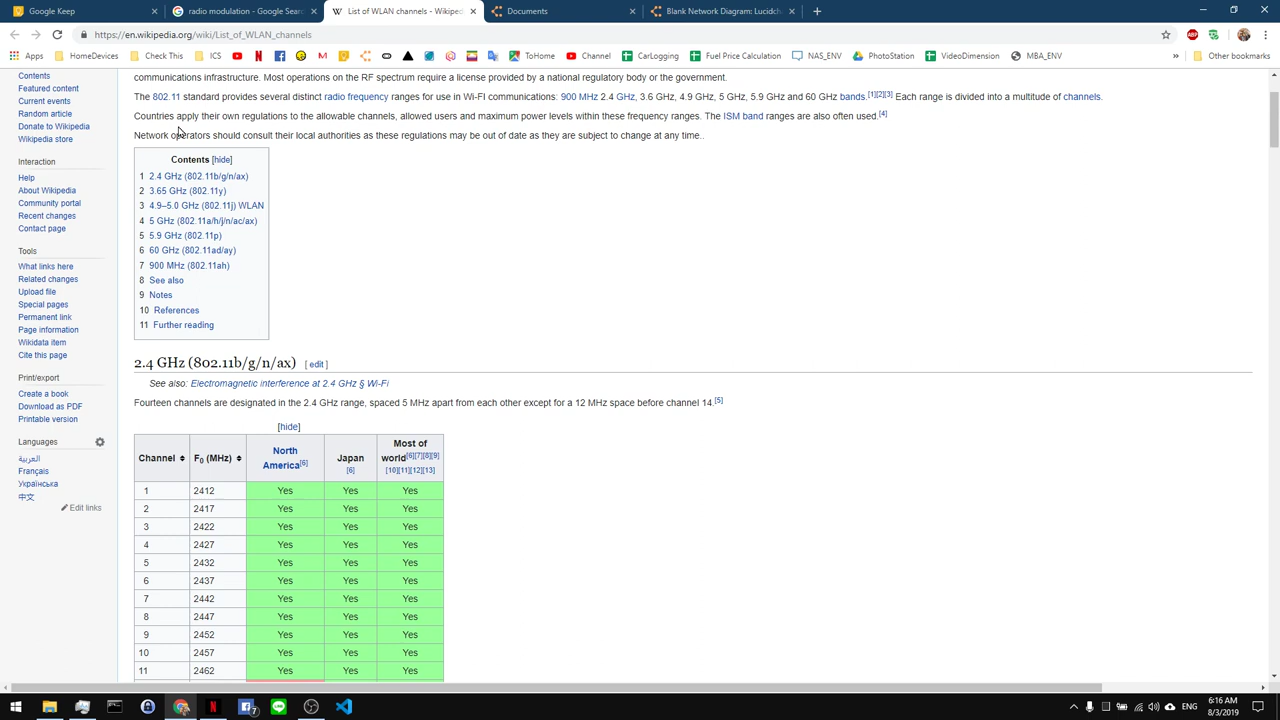 Google Keep
radio modulation - Google Sear
List of WLAN channels - Wikiped
Documents
Blank Network Diagram: Lucidch
https://en.wikipedia.org/wiki/List_of_WLAN_channels
Apps
HomeDevices
Check This
ICS
ToHome
Channel
CarLogging
Fuel Price Calculation
NAS_ENV
PhotoStation
VideoDimension
MBA_ENV
Other bookmarks
communications infrastructure. Most operations on the RF spectrum require a license provided by a national regulatory body or the government.
The 802.11 standard provides several distinct radio frequency ranges for use in Wi-FI communications: 900 MHz 2.4 GHz, 3.6 GHz, 4.9 GHz, 5 GHz, 5.9 GHz and 60 GHz bands.[1][2][3] Each range is divided into a multitude of channels.
Countries apply their own regulations to the allowable channels, allowed users and maximum power levels within these frequency ranges. The ISM band ranges are also often used.[4]
Network operators should consult their local authorities as these regulations may be out of date as they are subject to change at any time..
Contents
Featured content
Current events
Random article
Donate to Wikipedia
Wikipedia store
Interaction
Help
About Wikipedia
Community portal
Recent changes
Contact page
Tools
What links here
Related changes
Upload file
Special pages
Permanent link
Page information
Wikidata item
Cite this page
Print/export
Create a book
Download as PDF
Printable version
Languages
العربية
Français
Українська
中文
Edit links
Contents [hide]
1 2.4 GHz (802.11b/g/n/ax)
2 3.65 GHz (802.11y)
3 4.9–5.0 GHz (802.11j) WLAN
4 5 GHz (802.11a/h/j/n/ac/ax)
5 5.9 GHz (802.11p)
6 60 GHz (802.11ad/ay)
7 900 MHz (802.11ah)
8 See also
9 Notes
10 References
11 Further reading
2.4 GHz (802.11b/g/n/ax) [ edit ]
See also: Electromagnetic interference at 2.4 GHz § Wi-Fi
Fourteen channels are designated in the 2.4 GHz range, spaced 5 MHz apart from each other except for a 12 MHz space before channel 14.[5]
[hide]
Channel F0 (MHz) North America[6] Japan [6] Most of world[6][7][8][9][10][11][12][13]
1 2412 Yes Yes Yes
2 2417 Yes Yes Yes
3 2422 Yes Yes Yes
4 2427 Yes Yes Yes
5 2432 Yes Yes Yes
6 2437 Yes Yes Yes
7 2442 Yes Yes Yes
8 2447 Yes Yes Yes
9 2452 Yes Yes Yes
10 2457 Yes Yes Yes
11 2462 Yes Yes Yes
ENG
6:16 AM
8/3/2019